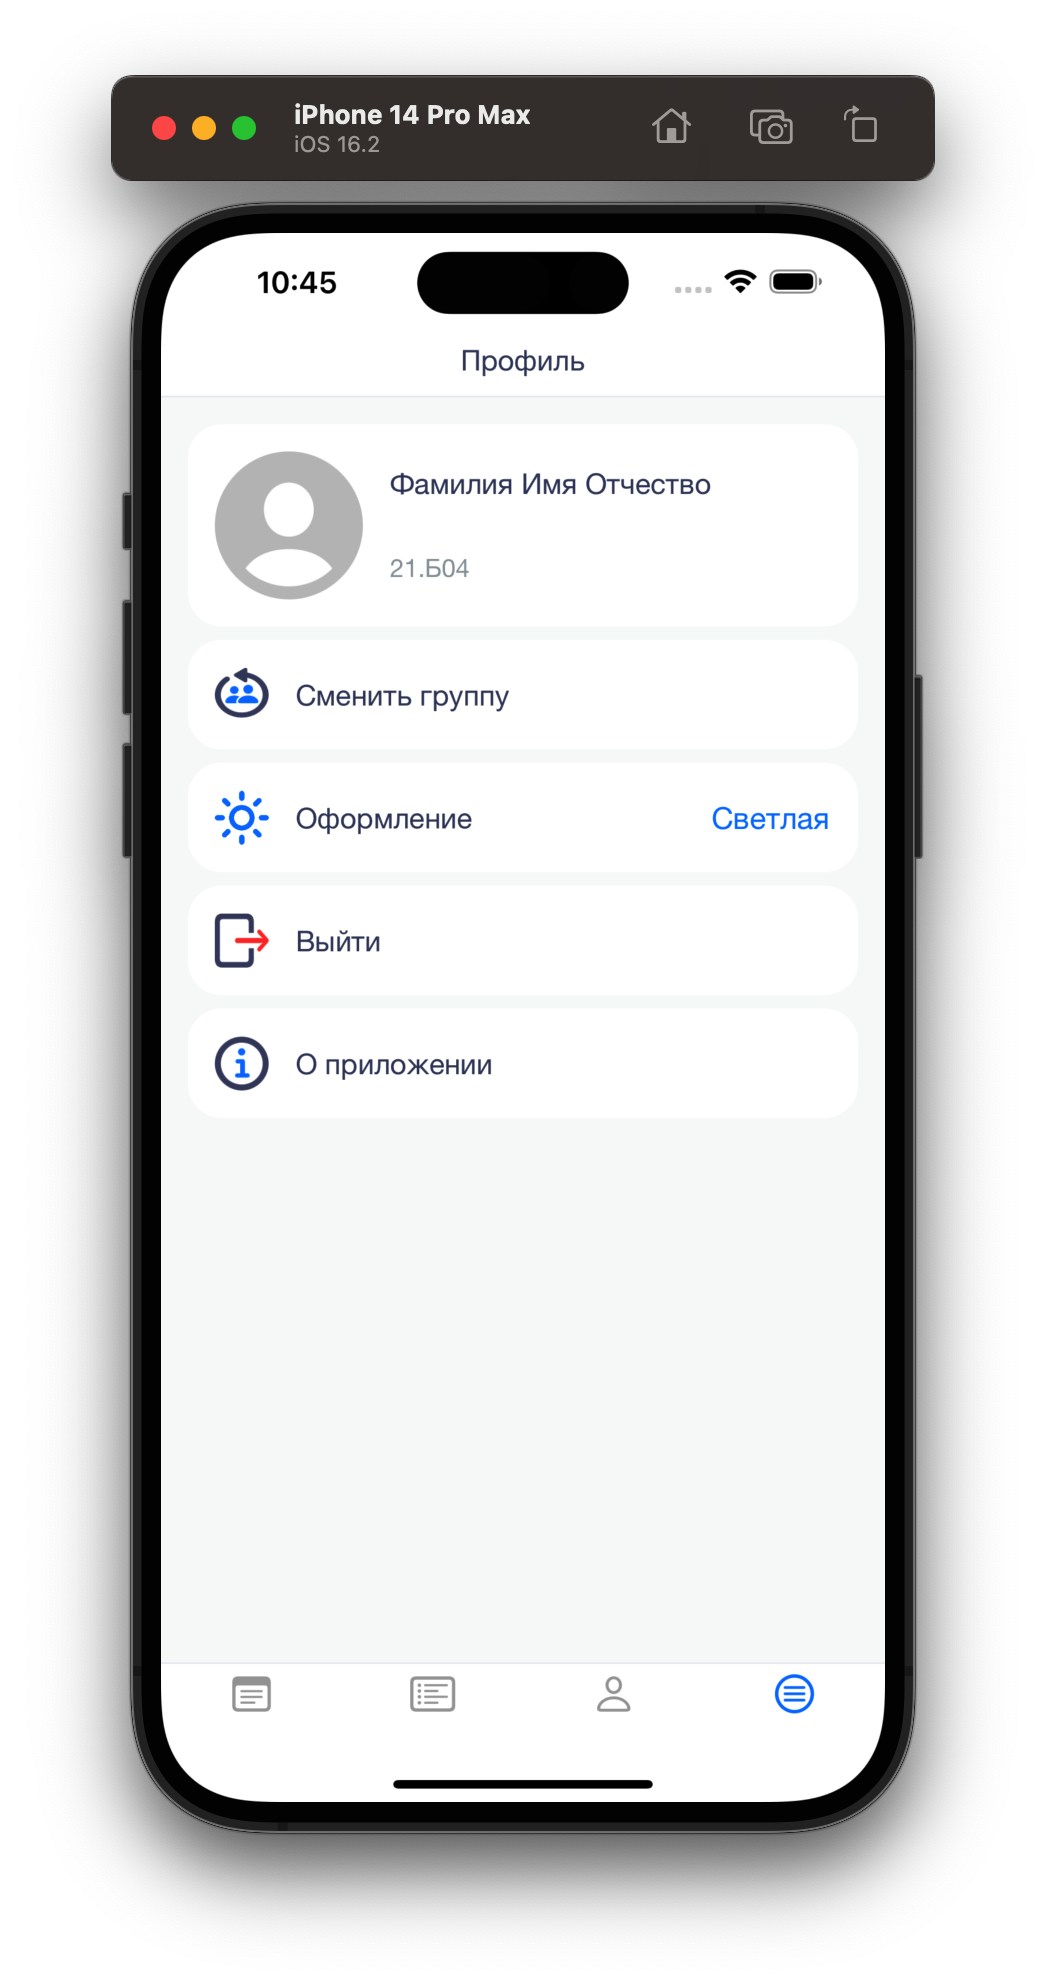 iPhone 14 Pro Max
iOS 16.2
10:45
Профиль
Фамилия Имя Отчество
21.Б04
Сменить группу
Оформление Светлая
Выйти
О приложении